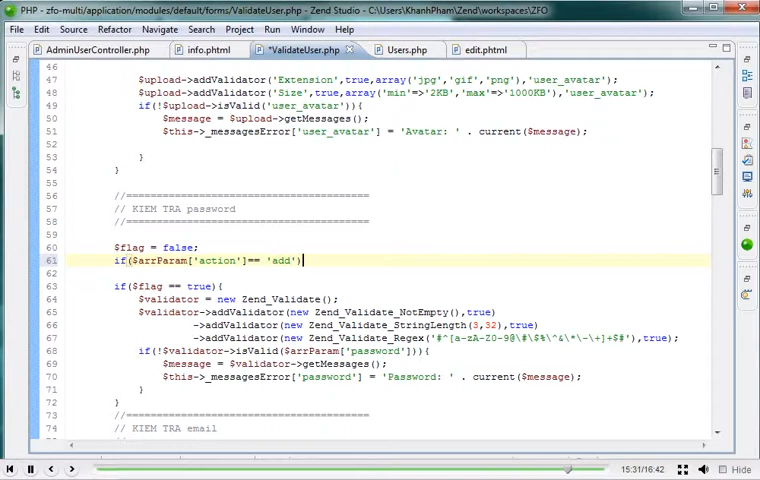 PHP - zfo-multi/application/modules/default/forms/ValidateUser.php - Zend Studio - C:\Users\KhanhPham\Zend\workspaces\ZFO
File Edit Source Refactor Navigate Search Project Run Window Help
AdminUserController.php info.phtml *ValidateUser.php Users.php edit.phtml
46
47 $upload->addValidator('Extension',true,array('jpg','gif','png'),'user_avatar');
48 $upload->addValidator('Size',true,array('min'=>'2KB','max'=>'1000KB'),'user_avatar');
49 if(!$upload->isValid('user_avatar')){
50 $message = $upload->getMessages();
51 $this->_messagesError['user_avatar'] = 'Avatar: ' . current($message);
52
53 }
54 }
55
56 //=======================================
57 // KIEM TRA password
58 //=======================================
59
60 $flag = false;
61 if($arrParam['action']== 'add')
62
63 if($flag == true){
64 $validator = new Zend_Validate();
65 $validator->addValidator(new Zend_Validate_NotEmpty(),true)
66 ->addValidator(new Zend_Validate_StringLength(3,32),true)
67 ->addValidator(new Zend_Validate_Regex('#^[a-zA-Z0-9@\#\$%\^&\*\-\+]+$#'),true);
68 if(!$validator->isValid($arrParam['password'])){
69 $message = $validator->getMessages();
70 $this->_messagesError['password'] = 'Password: ' . current($message);
71 }
72 }
73 //=======================================
74 // KIEM TRA email
15:31/16:42 Hide